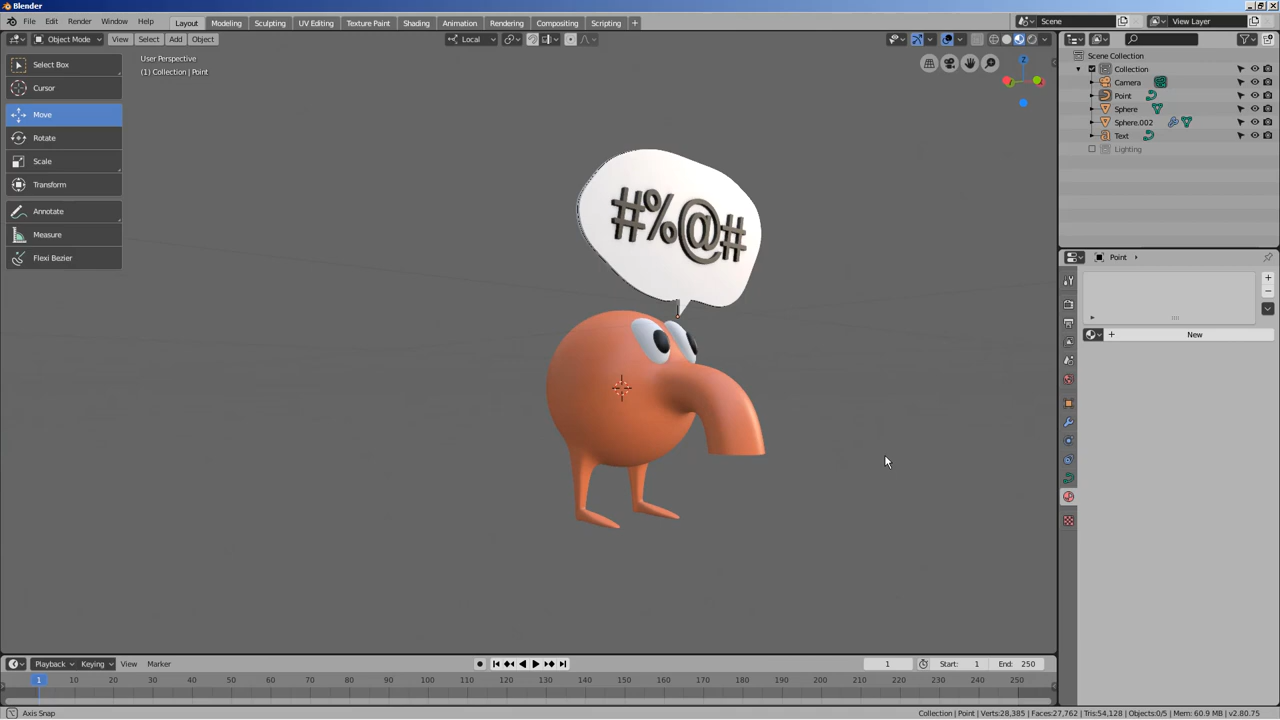 Blender
File Edit Render Window Help
Layout Modeling Sculpting UV Editing Texture Paint Shading Animation Rendering Compositing Scripting +
Scene
View Layer
Object Mode View Select Add Object
Local
User Perspective
(1) Collection | Point
Select Box
Cursor
Move
Rotate
Scale
Transform
Annotate
Measure
Flexi Bezier
#%@#
Z
Scene Collection
Collection
Camera
Point
Sphere
Sphere.002
Text
Lighting
Point
New
Playback Keying View Marker
1
Start: 1
End: 250
1 10 20 30 40 50 60 70 80 90 100 110 120 130 140 150 160 170 180 190 200 210 220 230 240 250
Axis Snap
Collection | Point | Verts:28,385 | Faces:27,762 | Tris:54,128 | Objects:0/5 | Mem: 60.9 MB | v2.80.75